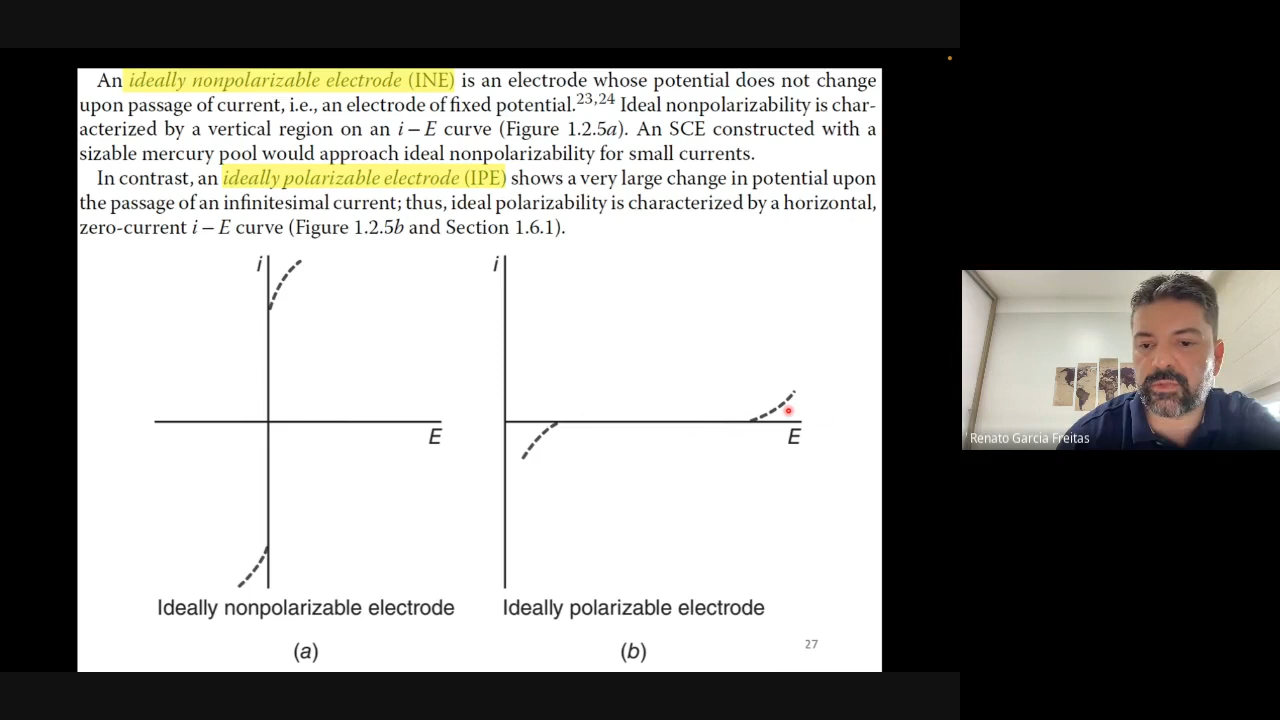 An ideally nonpolarizable electrode (INE) is an electrode whose potential does not change
upon passage of current, i.e., an electrode of fixed potential.23,24 Ideal nonpolarizability is char-
acterized by a vertical region on an i – E curve (Figure 1.2.5a). An SCE constructed with a
sizable mercury pool would approach ideal nonpolarizability for small currents.
In contrast, an ideally polarizable electrode (IPE) shows a very large change in potential upon
the passage of an infinitesimal current; thus, ideal polarizability is characterized by a horizontal,
zero-current i – E curve (Figure 1.2.5b and Section 1.6.1).
i
E
Ideally nonpolarizable electrode
(a)
i
E
Ideally polarizable electrode
(b)
27
Renato Garcia Freitas